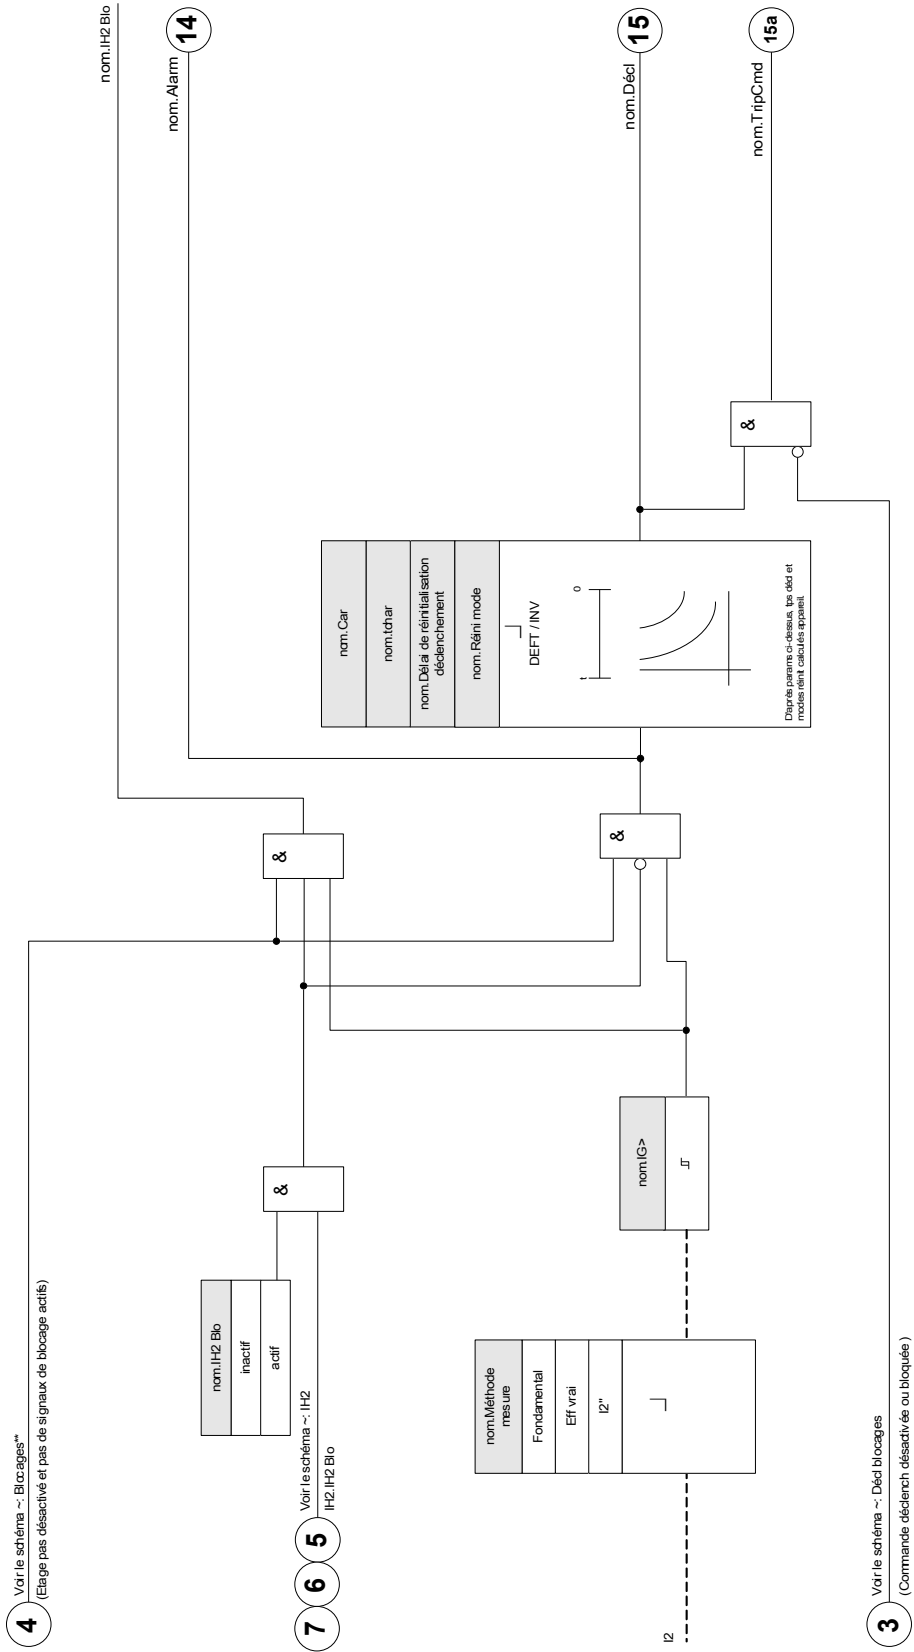 4
Voir le schéma ~: Blocages**
(Etage pas désactivé et pas de signaux de blocage actifs)
7
6
5
Voir le schéma ~: IH2
IH2.IH2 Blo
nom.IH2 Blo
inactif
actif
&
&
nom.IH2 Blo
nom.Alarm
14
I2
nom.Méthode
mesure
Fondamental
Eff vrai
I2"
nom.IG>
&
nom.Car
nom.tchar
nom.Délai de réinitialisation
déclenchement
nom.Réini mode
DEFT / INV
t
0
D'après params ci-dessus, tps décl et
modes réinit calculés appareil.
nom.Décl
15
&
nom.TripCmd
15a
3
Voir le schéma ~: Décl blocages
(Commande déclench désactivée ou bloquée )